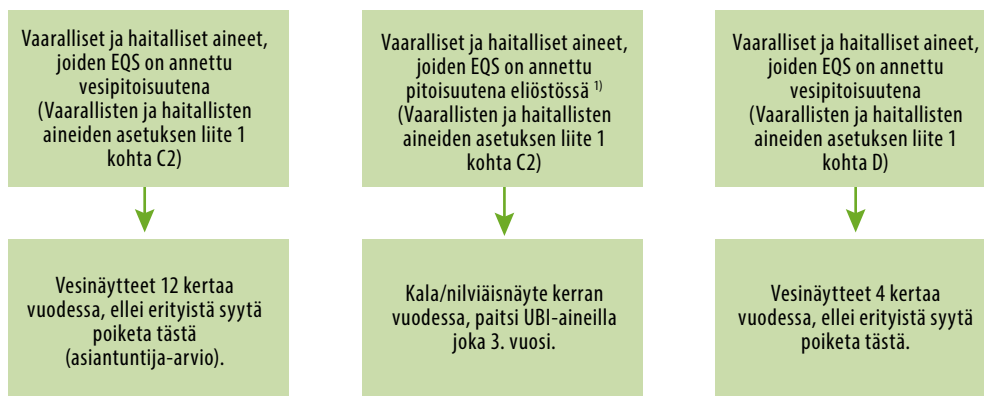 Vaaralliset ja haitalliset aineet,
joiden EQS on annettu
vesipitoisuutena
(Vaarallisten ja haitallisten
aineiden asetuksen liite 1
kohta C2)
Vesinäytteet 12 kertaa
vuodessa, ellei erityistä syytä
poiketa tästä
(asiantuntija-arvio).
Vaaralliset ja haitalliset aineet,
joiden EQS on annettu
pitoisuutena eliöstössä 1)
(Vaarallisten ja haitallisten
aineiden asetuksen liite 1
kohta C2)
Kala/nilviäisnäyte kerran
vuodessa, paitsi UBI-aineilla
joka 3. vuosi.
Vaaralliset ja haitalliset aineet,
joiden EQS on annettu
vesipitoisuutena
(Vaarallisten ja haitallisten
aineiden asetuksen liite 1
kohta D)
Vesinäytteet 4 kertaa
vuodessa, ellei erityistä syytä
poiketa tästä.